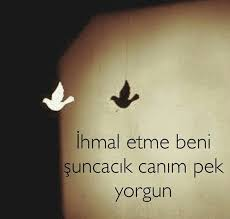 İhmal etme beni
şuncacık canım pek
yorgun